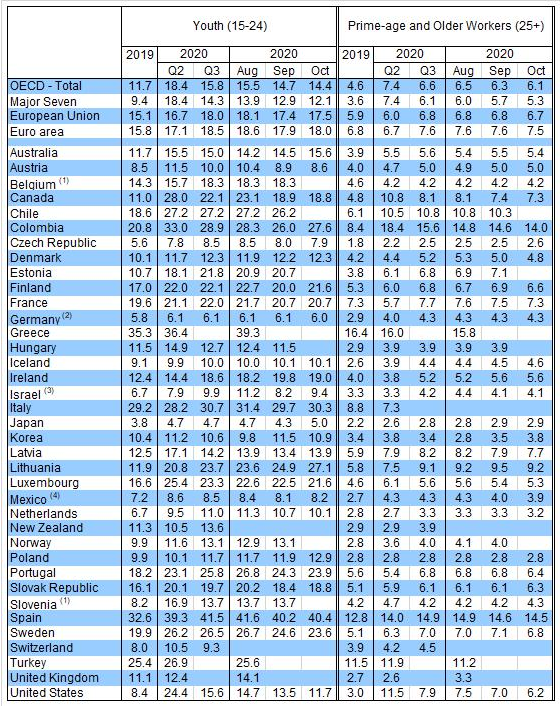 Youth (15-24) Prime-age and Older Workers (25+)
2019 2020 2020 2019 2020 2020
Q2 Q3 Aug Sep Oct Q2 Q3 Aug Sep Oct
OECD - Total 11.7 18.4 15.8 15.5 14.7 14.4 4.6 7.4 6.6 6.5 6.3 6.1
Major Seven 9.4 18.4 14.3 13.9 12.9 12.1 3.6 7.4 6.1 6.0 5.7 5.3
European Union 15.1 16.7 18.0 18.1 17.4 17.5 5.9 6.0 6.8 6.8 6.8 6.7
Euro area 15.8 17.1 18.5 18.6 17.9 18.0 6.8 6.7 7.6 7.6 7.6 7.5
Australia 11.7 15.5 15.0 14.2 14.5 15.6 3.9 5.5 5.6 5.4 5.5 5.4
Austria 8.5 11.5 10.0 10.4 8.9 8.6 4.0 4.7 5.0 4.9 5.0 5.0
Belgium (1) 14.3 15.7 18.3 18.3 18.3 4.6 4.2 4.2 4.2 4.2 4.2
Canada 11.0 28.0 22.1 23.1 18.9 18.8 4.8 10.8 8.1 8.1 7.4 7.3
Chile 18.6 27.2 27.2 27.2 26.2 6.1 10.5 10.8 10.8 10.3
Colombia 20.8 33.0 28.9 28.3 26.0 27.6 8.4 18.4 15.6 14.8 14.6 14.0
Czech Republic 5.6 7.8 8.5 8.5 8.0 7.9 1.8 2.2 2.5 2.5 2.5 2.6
Denmark 10.1 11.7 12.3 11.9 12.2 12.3 4.2 4.4 5.2 5.3 5.0 4.8
Estonia 10.7 18.1 21.8 20.9 20.7 3.8 6.1 6.8 6.9 7.1
Finland 17.0 22.0 22.1 22.7 20.0 21.6 5.3 6.0 6.8 6.7 6.9 6.6
France 19.6 21.1 22.0 21.7 20.7 20.7 7.3 5.7 7.7 7.6 7.5 7.3
Germany (2) 5.8 6.1 6.1 6.1 6.1 6.0 2.9 4.0 4.3 4.3 4.3 4.3
Greece 35.3 36.4 39.3 16.4 16.0 15.8
Hungary 11.5 14.9 12.7 12.4 11.5 2.9 3.9 3.9 3.9 3.9
Iceland 9.1 9.9 10.0 10.0 10.1 10.1 2.6 3.9 4.4 4.4 4.5 4.6
Ireland 12.4 14.4 18.6 18.2 19.8 19.0 4.0 3.8 5.2 5.2 5.6 5.6
Israel (3) 6.7 7.9 9.9 11.2 8.2 9.4 3.3 3.3 4.2 4.4 4.1 4.1
Italy 29.2 28.2 30.7 31.4 29.7 30.3 8.8 7.3
Japan 3.8 4.7 4.7 4.7 4.3 5.0 2.2 2.6 2.8 2.8 2.9 2.9
Korea 10.4 11.2 10.6 9.8 11.5 10.9 3.4 3.8 3.4 2.8 3.5 3.8
Latvia 12.5 17.1 14.2 13.9 13.4 13.9 5.9 7.9 8.2 8.2 7.9 7.7
Lithuania 11.9 20.8 23.7 23.6 24.9 27.1 5.8 7.5 9.1 9.2 9.5 9.2
Luxembourg 16.6 25.4 23.3 22.6 22.5 21.6 4.6 6.1 5.6 5.6 5.4 5.3
Mexico (4) 7.2 8.6 8.5 8.4 8.1 8.2 2.7 4.3 4.3 4.3 4.0 3.9
Netherlands 6.7 9.5 11.0 11.3 10.7 10.1 2.8 2.7 3.3 3.3 3.3 3.2
New Zealand 11.3 10.5 13.6 2.9 2.9 3.9
Norway 9.9 11.6 13.1 12.9 13.1 2.8 3.6 4.0 4.1 4.0
Poland 9.9 10.1 11.7 11.7 11.9 12.9 2.8 2.8 2.8 2.8 2.8 2.8
Portugal 18.2 23.1 25.8 26.8 24.3 23.9 5.6 5.4 6.8 6.8 6.8 6.4
Slovak Republic 16.1 20.1 19.7 20.2 18.4 18.8 5.1 5.9 6.1 6.1 6.1 6.3
Slovenia (1) 8.2 16.9 13.7 13.7 13.7 4.2 4.7 4.2 4.2 4.2 4.3
Spain 32.6 39.3 41.5 41.6 40.2 40.4 12.8 14.0 14.9 14.9 14.6 14.5
Sweden 19.9 26.2 26.5 26.7 24.6 23.6 5.1 6.3 7.0 7.0 7.1 6.8
Switzerland 8.0 10.5 9.3 3.9 4.2 4.5
Turkey 25.4 26.9 25.6 11.5 11.9 11.2
United Kingdom 11.1 12.4 14.1 2.7 2.6 3.3
United States 8.4 24.4 15.6 14.7 13.5 11.7 3.0 11.5 7.9 7.5 7.0 6.2